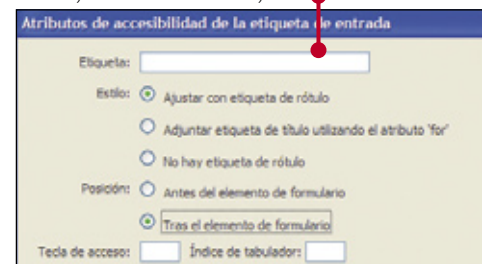 Atributos de accesibilidad de la etiqueta de entrada
Etiqueta:
Estilo: Ajustar con etiqueta de rótulo
Adjuntar etiqueta de título utilizando el atributo 'for'
No hay etiqueta de rótulo
Posición: Antes del elemento de formulario
Tras el elemento de formulario
Tecla de acceso: Índice de tabulador: